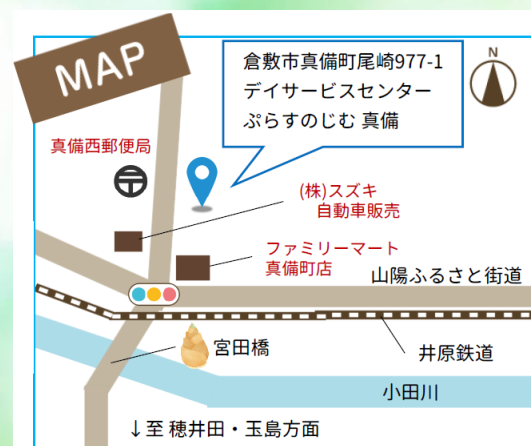 MAP
倉敷市真備町尾崎977-1
デイサービスセンター
ぷらすのじむ 真備
N
真備西郵便局
(株)スズキ
自動車販売
ファミリーマート
真備町店
山陽ふるさと街道
宮田橋
井原鉄道
小田川
↓至 穂井田・玉島方面